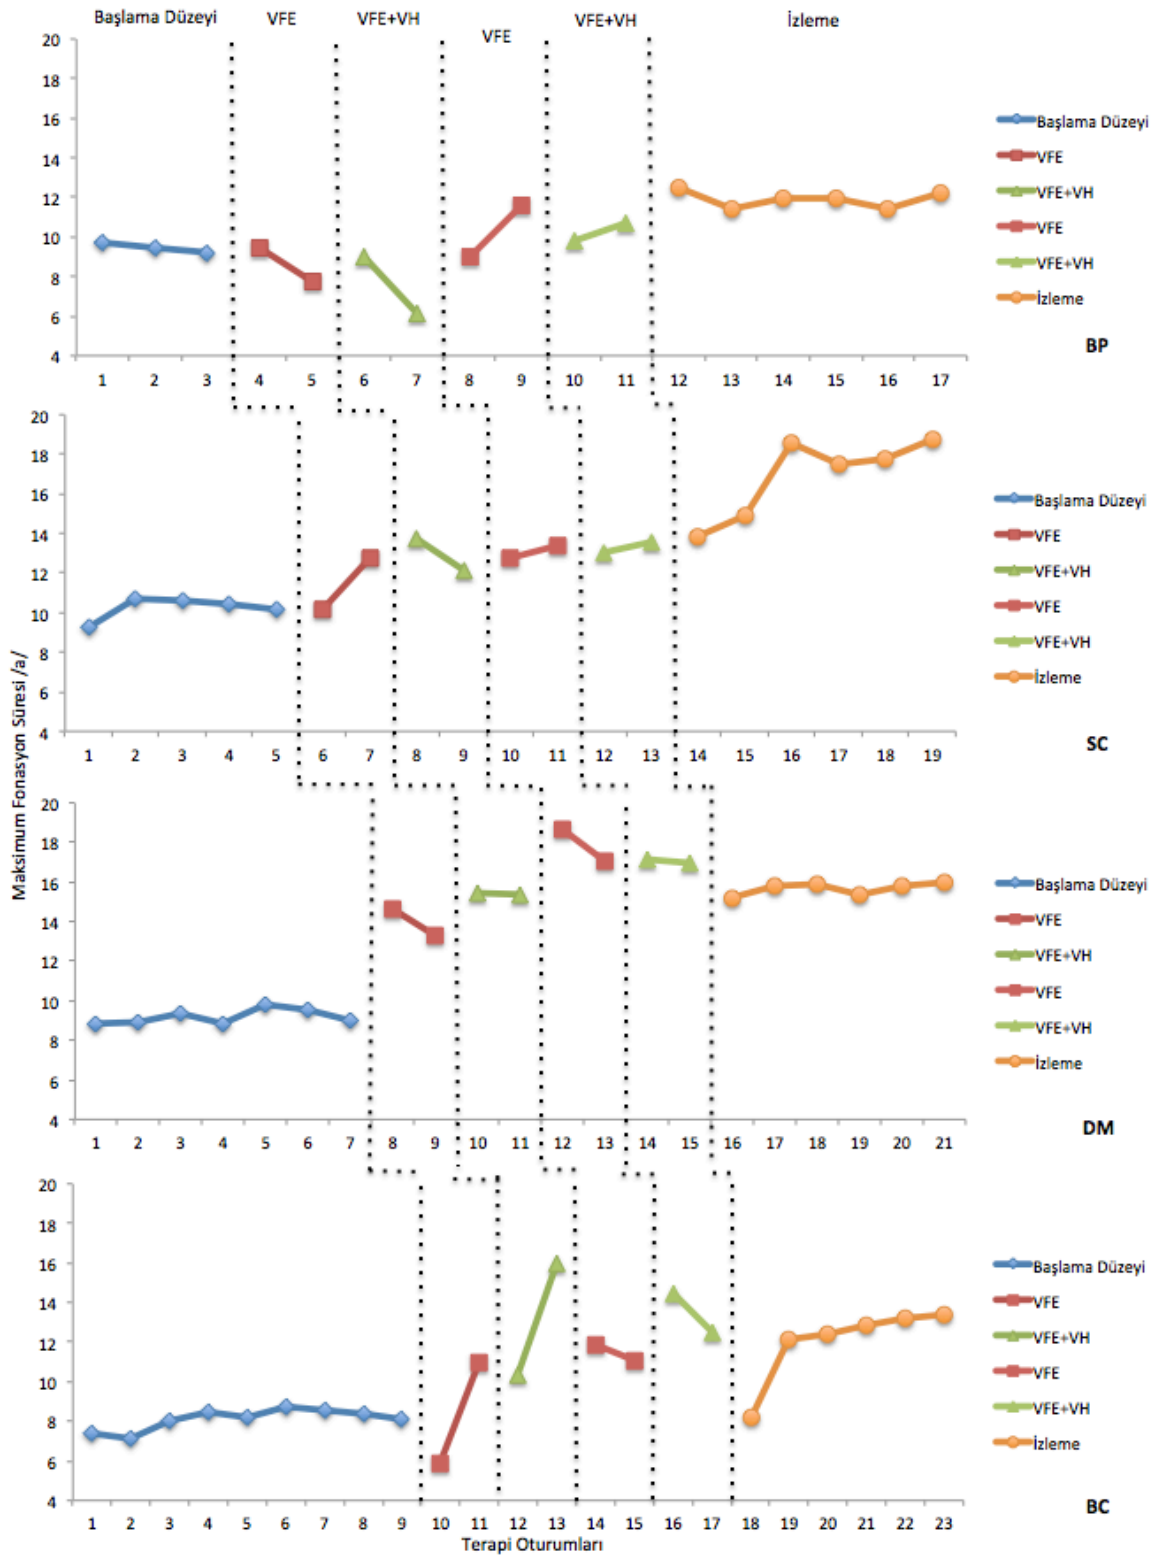 Başlama Düzeyi VFE VFE+VH VFE VFE+VH İzleme
20
18
16
14
12
10
8
6
4
1 2 3 4 5 6 7 8 9 10 11 12 13 14 15 16 17
Başlama Düzeyi
VFE
VFE+VH
VFE
VFE+VH
İzleme
BP
Maksimum Fonasyon Süresi /a/
20
18
16
14
12
10
8
6
4
1 2 3 4 5 6 7 8 9 10 11 12 13 14 15 16 17 18 19
Başlama Düzeyi
VFE
VFE+VH
VFE
VFE+VH
İzleme
SC
20
18
16
14
12
10
8
6
4
1 2 3 4 5 6 7 8 9 10 11 12 13 14 15 16 17 18 19 20 21
Başlama Düzeyi
VFE
VFE+VH
VFE
VFE+VH
İzleme
DM
20
18
16
14
12
10
8
6
4
1 2 3 4 5 6 7 8 9 10 11 12 13 14 15 16 17 18 19 20 21 22 23
Başlama Düzeyi
VFE
VFE+VH
VFE
VFE+VH
İzleme
BC
Terapi Oturumları